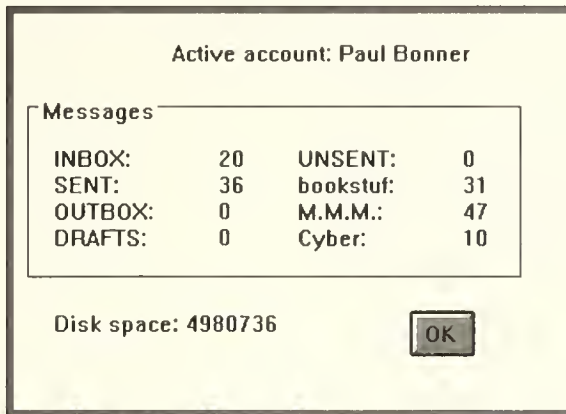 Active account: Paul Bonner
Messages
INBOX: 20 UNSENT: 0
SENT: 36 bookstuf: 31
OUTBOX: 0 M.M.M.: 47
DRAFTS: 0 Cyber: 10
Disk space: 4980736
OK